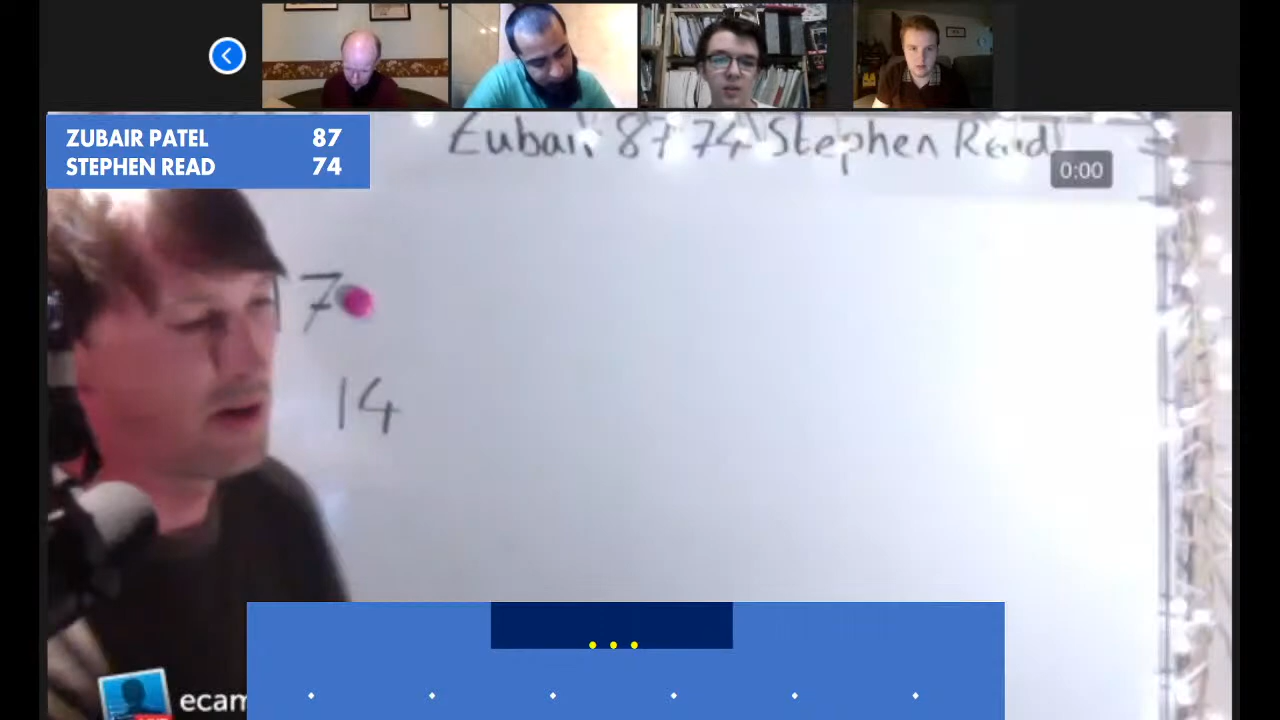 ZUBAIR PATEL 87
STEPHEN READ 74
Zubair 87 74 Stephen Read
0:00
7
14
...
ecam